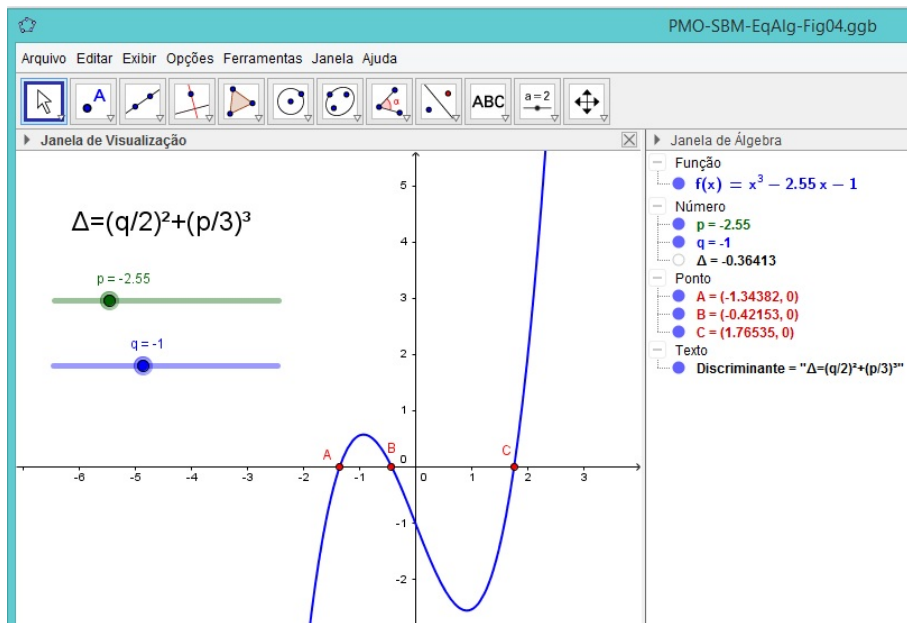 PMO-SBM-EqAlg-Fig04.ggb
Arquivo Editar Exibir Opções Ferramentas Janela Ajuda
A
α
ABC
a=2
Janela de Visualização
Δ=(q/2)²+(p/3)³
p = -2.55
q = -1
5
4
3
2
1
0
-1
-2
-6 -5 -4 -3 -2 -1 0 1 2 3
A
B
C
Janela de Álgebra
Função
f(x) = x³ − 2.55 x − 1
Número
p = -2.55
q = -1
Δ = -0.36413
Ponto
A = (-1.34382, 0)
B = (-0.42153, 0)
C = (1.76535, 0)
Texto
Discriminante = "Δ=(q/2)²+(p/3)³"